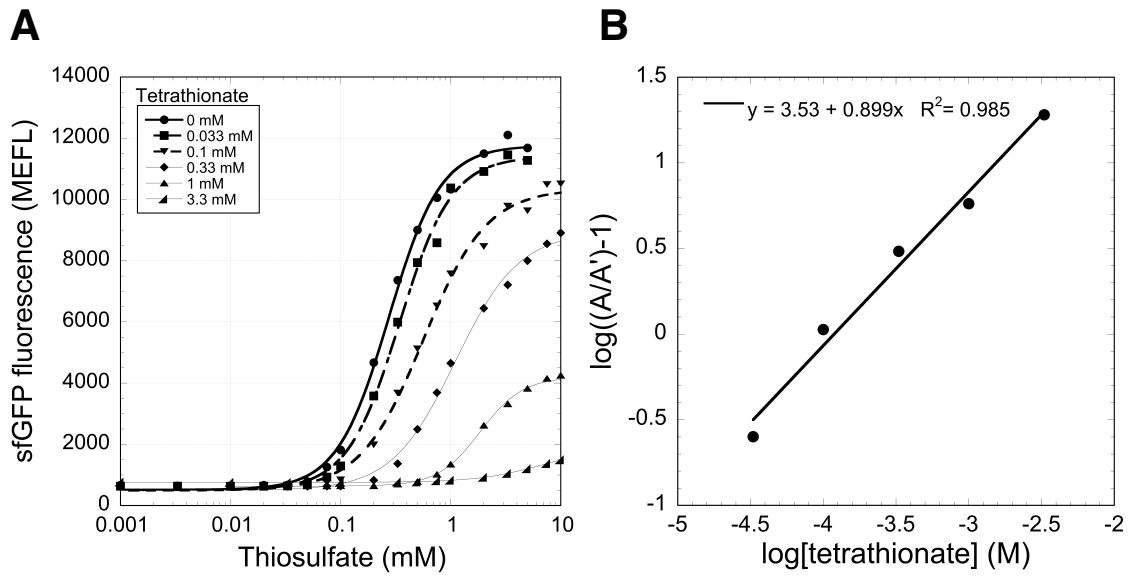 A
14000
12000
10000
8000
6000
4000
2000
0
sfGFP fluorescence (MEFL)
Tetrathionate
0 mM
0.033 mM
0.1 mM
0.33 mM
1 mM
3.3 mM
0.001 0.01 0.1 1 10
Thiosulfate (mM)
B
1.5
1
0.5
0
-0.5
-1
log((A/A')-1)
y = 3.53 + 0.899x R²= 0.985
-5 -4.5 -4 -3.5 -3 -2.5 -2
log[tetrathionate] (M)